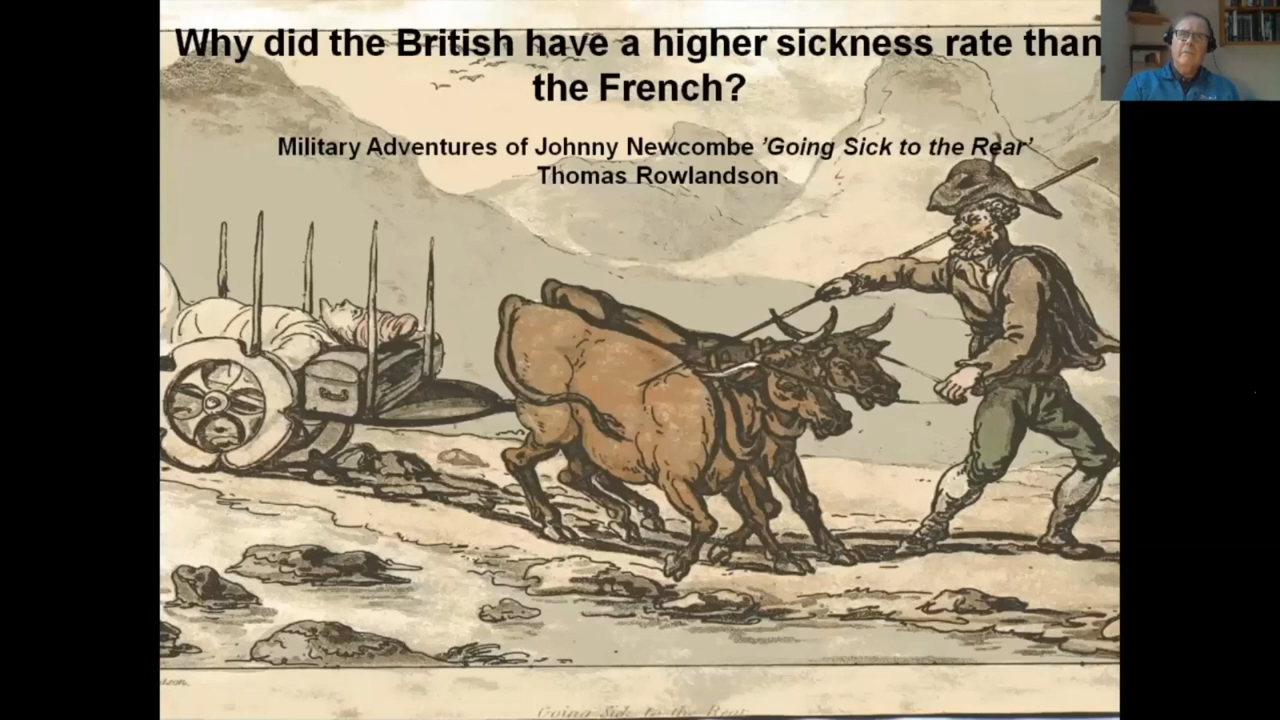 Why did the British have a higher sickness rate than
the French?
Military Adventures of Johnny Newcombe ’Going Sick to the Rear’
Thomas Rowlandson
Going Sick to the Rear